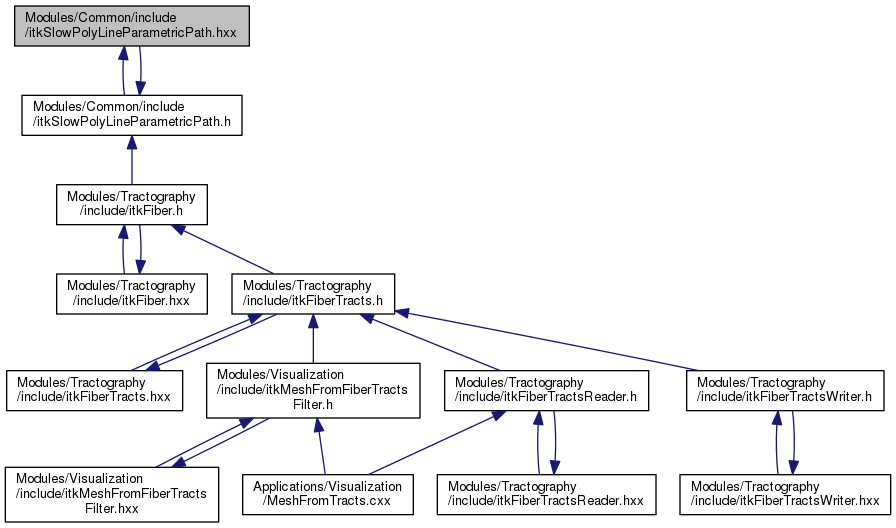 Modules/Common/include
/itkSlowPolyLineParametricPath.hxx
Modules/Common/include
/itkSlowPolyLineParametricPath.h
Modules/Tractography
/include/itkFiber.h
Modules/Tractography
/include/itkFiber.hxx
Modules/Tractography
/include/itkFiberTracts.h
Modules/Tractography
/include/itkFiberTracts.hxx
Modules/Visualization
/include/itkMeshFromFiberTracts
Filter.h
Modules/Tractography
/include/itkFiberTractsReader.h
Modules/Tractography
/include/itkFiberTractsWriter.h
Modules/Visualization
/include/itkMeshFromFiberTracts
Filter.hxx
Applications/Visualization
/MeshFromTracts.cxx
Modules/Tractography
/include/itkFiberTractsReader.hxx
Modules/Tractography
/include/itkFiberTractsWriter.hxx